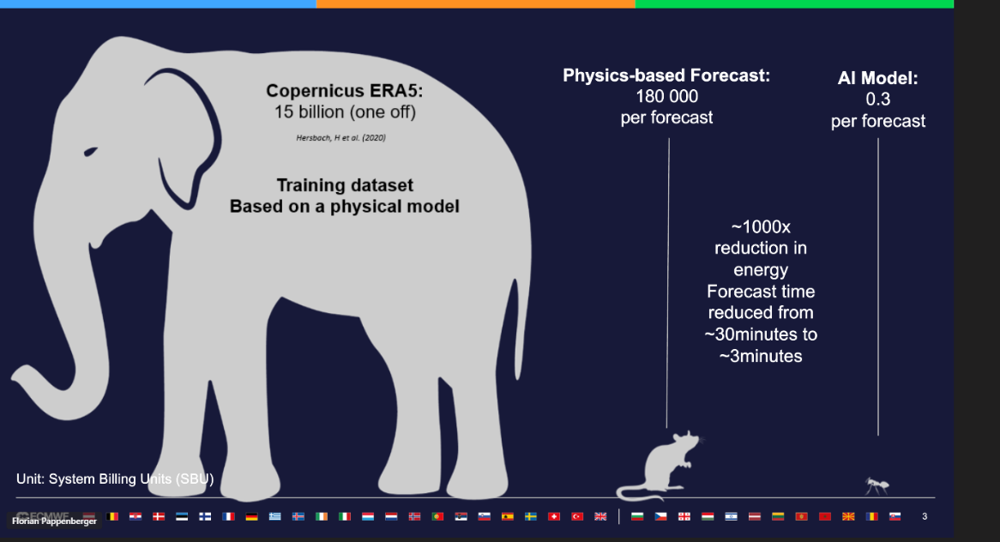 Copernicus ERA5:
15 billion (one off)
Hersbach, H et al. (2020)
Training dataset
Based on a physical model
Physics-based Forecast:
180 000
per forecast
AI Model:
0.3
per forecast
~1000x
reduction in
energy
Forecast time
reduced from
~30minutes to
~3minutes
Unit: System Billing Units (SBU)
ECMWF
Florian Pappenberger
3